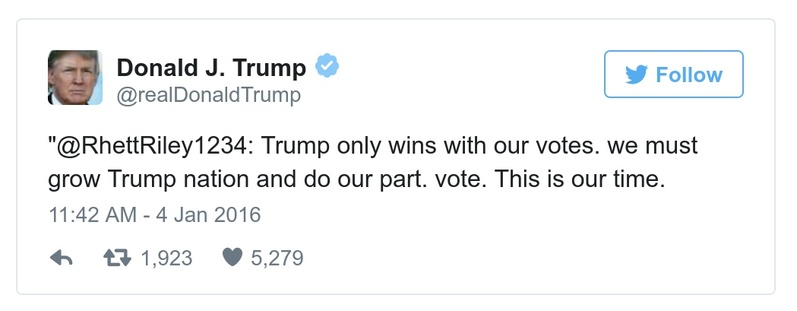 Donald J. Trump
@realDonaldTrump
Follow
"@RhettRiley1234: Trump only wins with our votes. we must
grow Trump nation and do our part. vote. This is our time.
11:42 AM - 4 Jan 2016
1,923 5,279